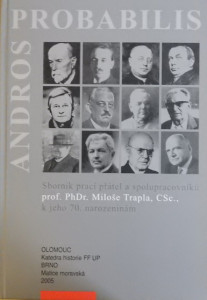 ANDROS
PROBABILIS
Sborník prací přátel a spolupracovníků
prof. PhDr. Miloše Trapla, CSc.,
k jeho 70. narozeninám
OLOMOUC
Katedra historie FF UP
BRNO
Matice moravská
2005